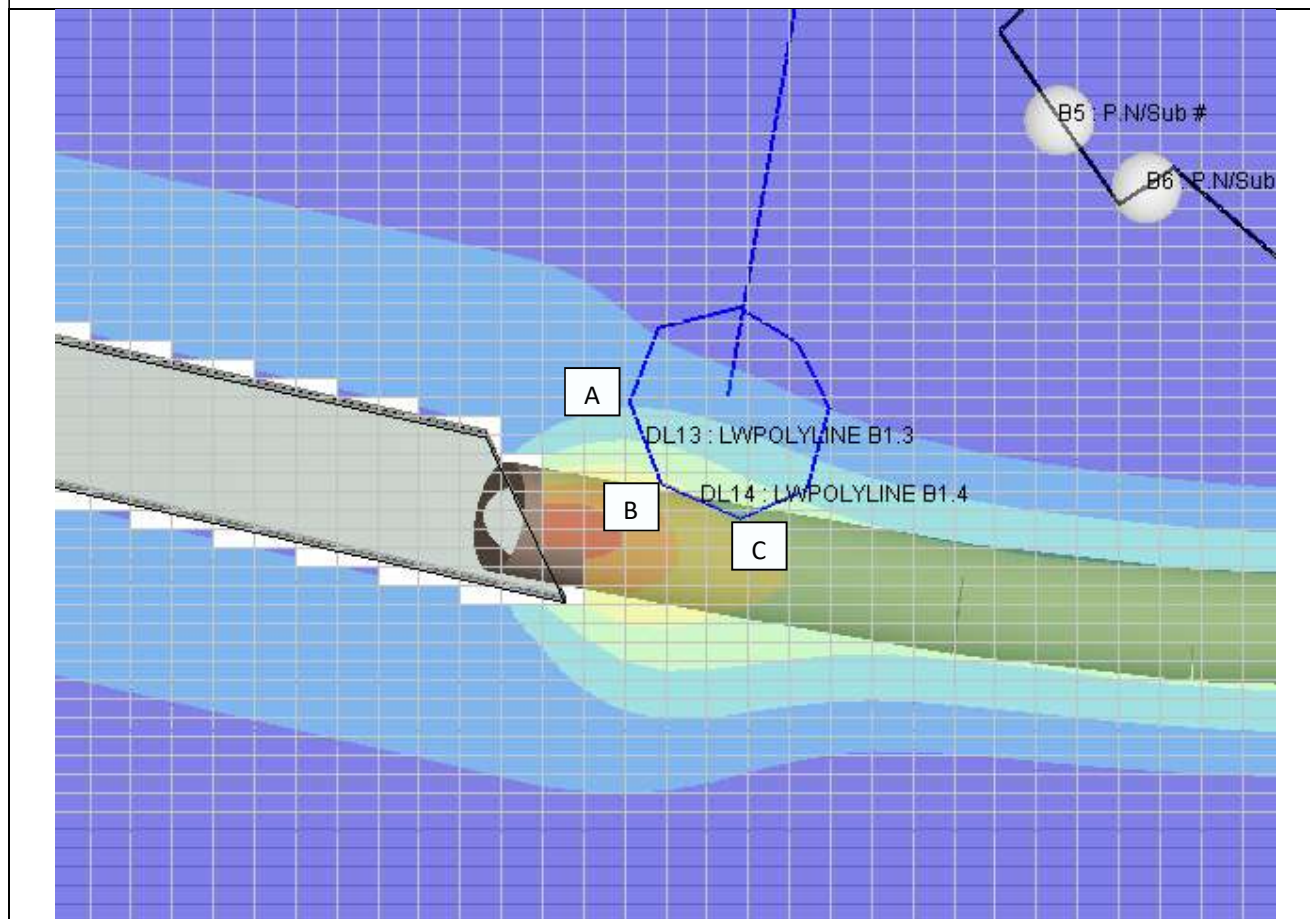 B5 : P.N/Sub #
B6 : P.N/Sub
A
DL13 : LWPOLYLINE B1.3
DL14 : LWPOLYLINE B1.4
B
C